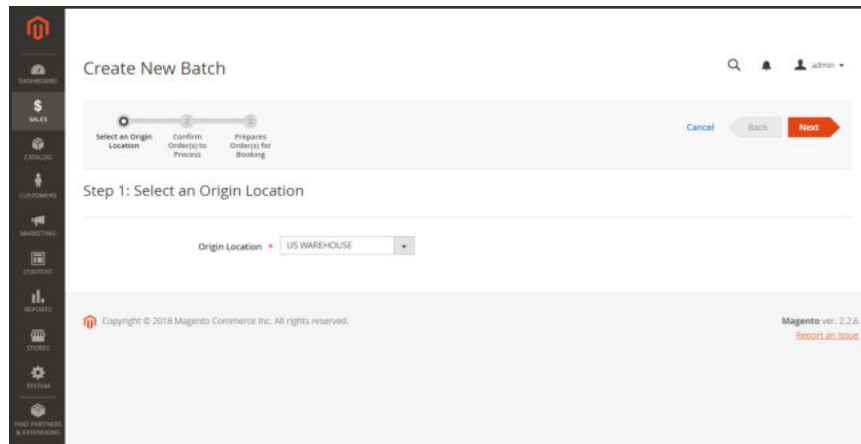 Create New Batch
admin
DASHBOARD
SALES
CATALOG
CUSTOMERS
MARKETING
CONTENT
REPORTS
STORES
SYSTEM
FIND PARTNERS
& EXTENSIONS
1
2
3
Select an Origin
Location
Confirm
Order(s) to
Process
Prepares
Order(s) for
Booking
Cancel
Back
Next
Step 1: Select an Origin Location
Origin Location * US WAREHOUSE
Copyright © 2018 Magento Commerce Inc. All rights reserved.
Magento ver. 2.2.6
Report an Issue